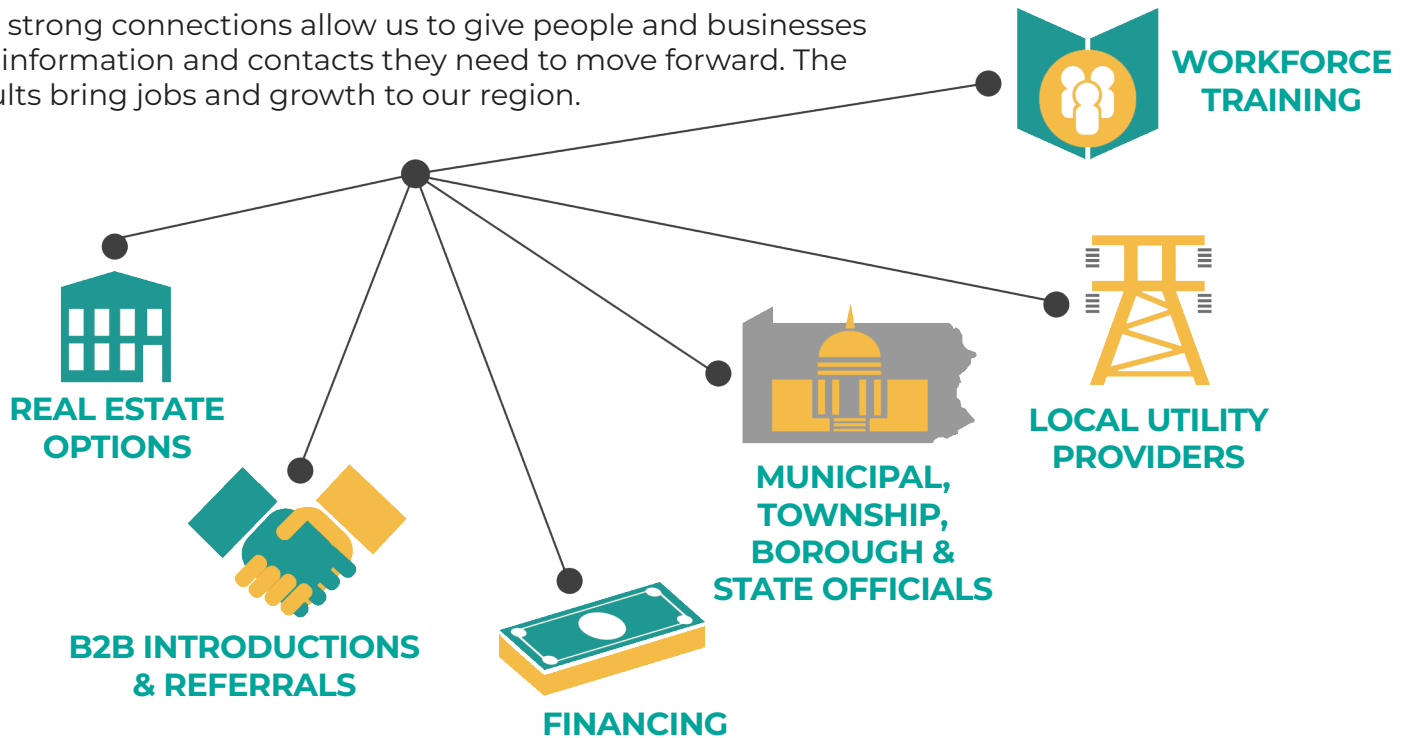 strong connections allow us to give people and businesses
information and contacts they need to move forward. The
bring jobs and growth to our region.
WORKFORCE
TRAINING
REAL ESTATE
OPTIONS
LOCAL UTILITY
PROVIDERS
MUNICIPAL,
TOWNSHIP,
BOROUGH &
STATE OFFICIALS
B2B INTRODUCTIONS
& REFERRALS
FINANCING